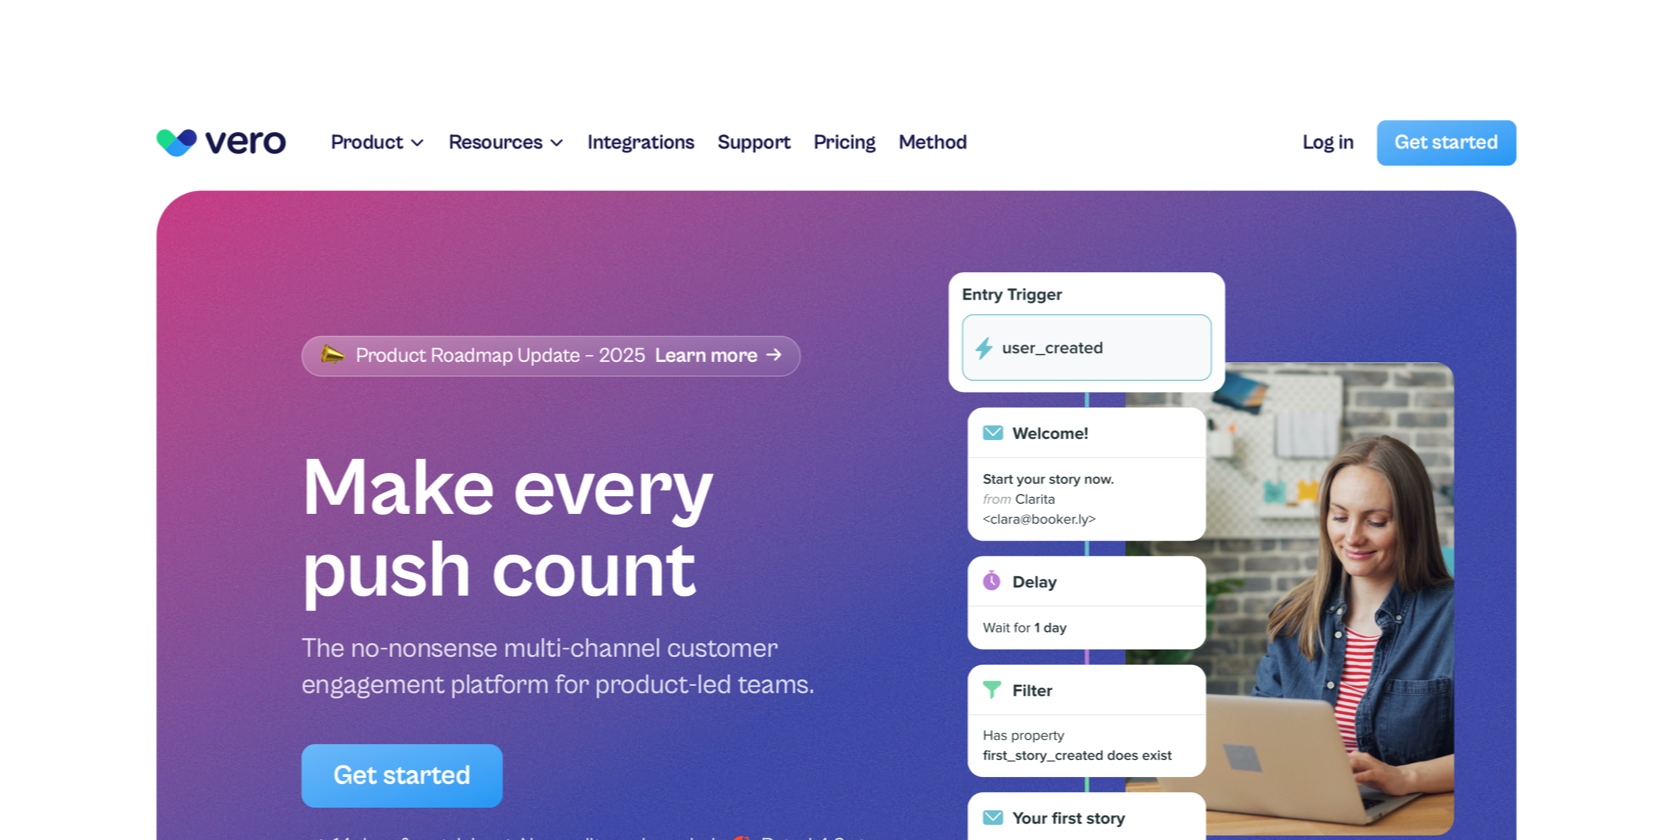 vero
Product
Resources
Integrations
Support
Pricing
Method
Log in
Get started
Product Roadmap Update – 2025 Learn more →
Make every
push count
The no-nonsense multi-channel customer
engagement platform for product-led teams.
Get started
Entry Trigger
user_created
Welcome!
Start your story now.
from Clarita
<clara@booker.ly>
Delay
Wait for 1 day
Filter
Has property
first_story_created does exist
Your first story